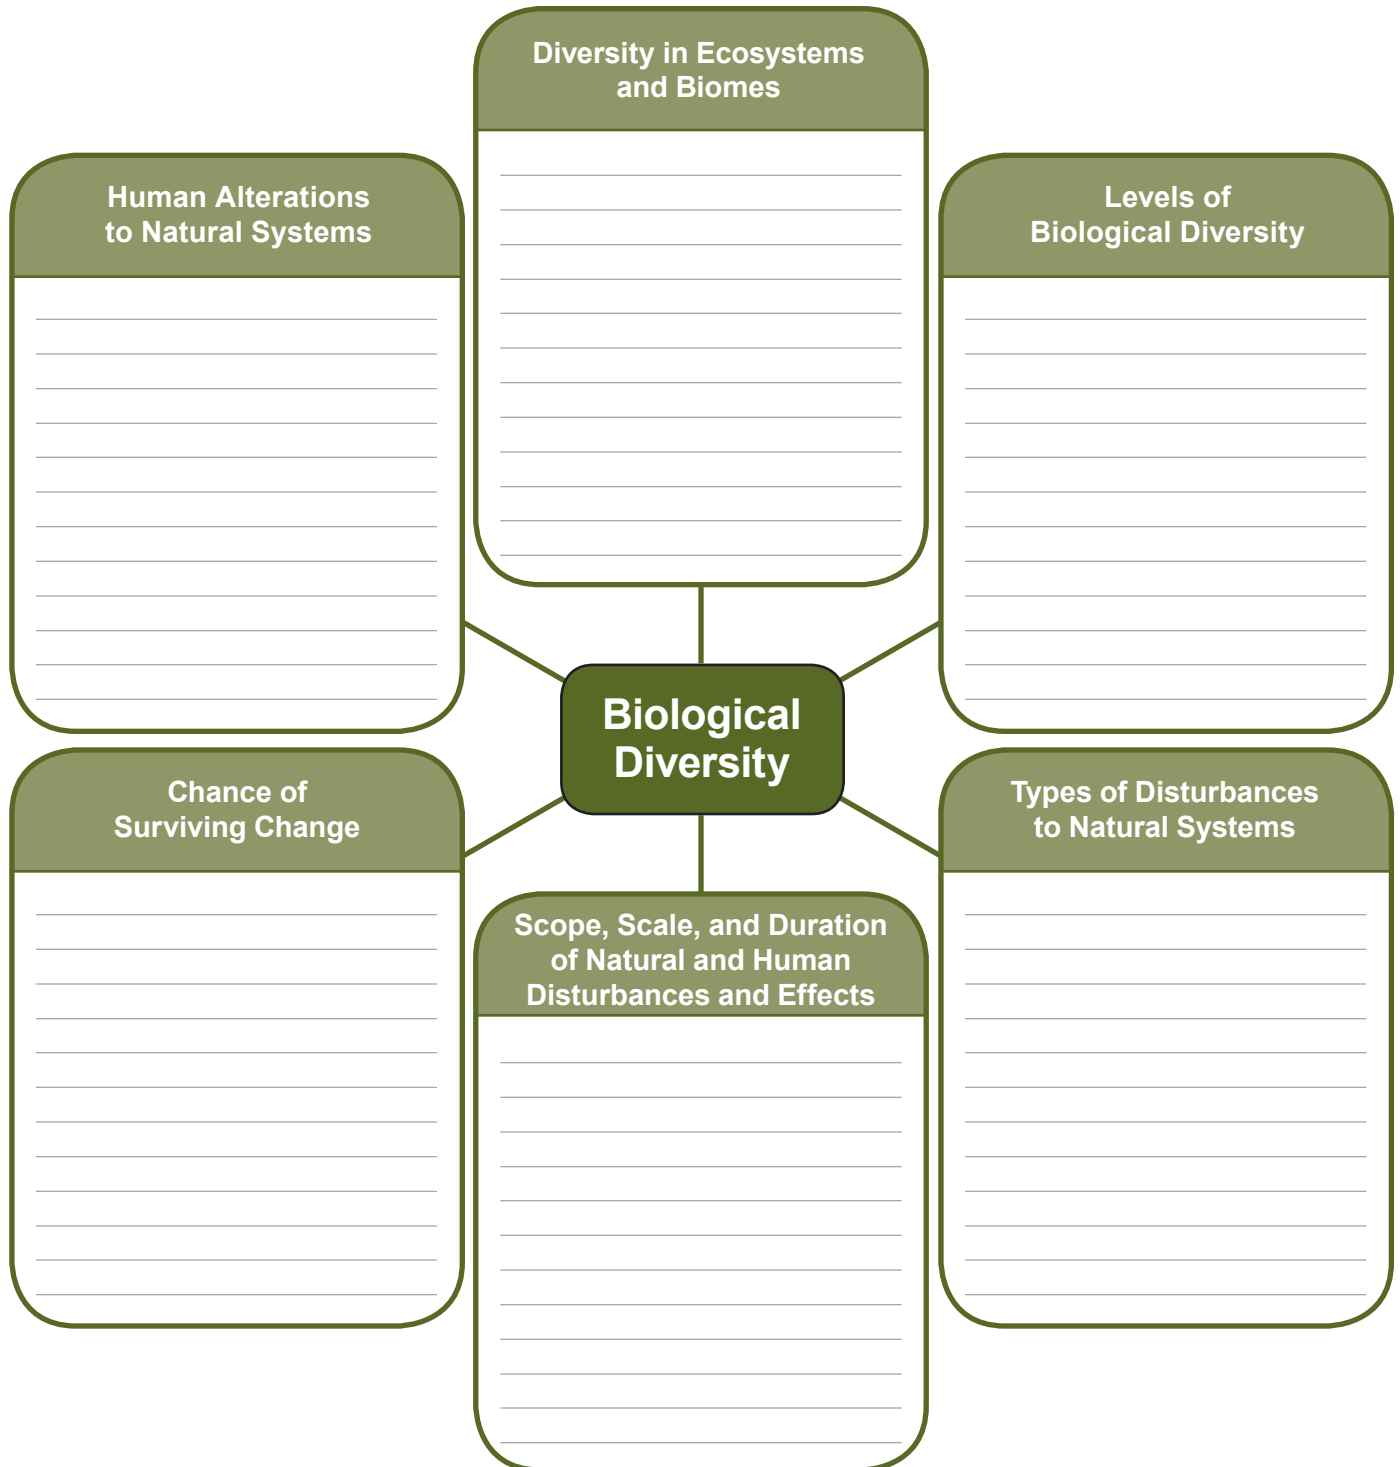 Diversity in Ecosystems
and Biomes
Human Alterations
to Natural Systems
Levels of
Biological Diversity
Biological
Diversity
Chance of
Surviving Change
Types of Disturbances
to Natural Systems
Scope, Scale, and Duration
of Natural and Human
Disturbances and Effects